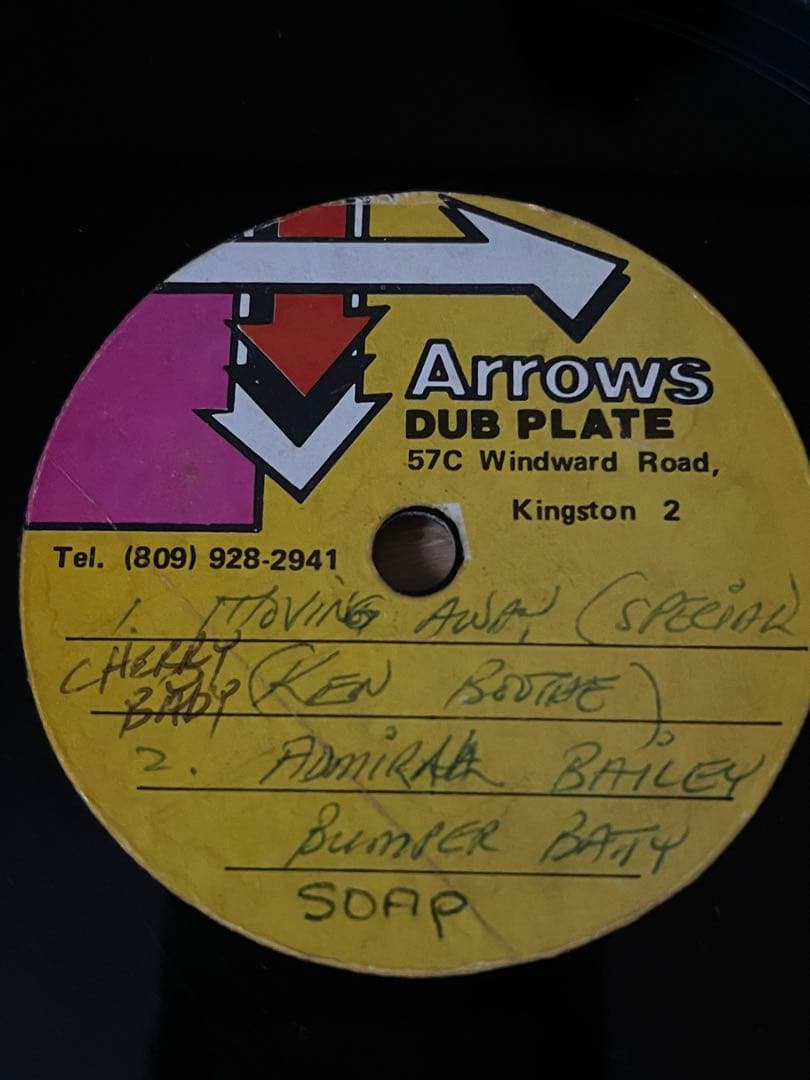 Arrows
DUB PLATE
57C Windward Road,
Kingston 2
Tel. (809) 928-2941
1. MOVING AWAY (SPECIAL
CHERRY
BABY
(KEN BOOTHE)
2. ADMIRAL BAILEY
BUMPER BATTY
SOAP